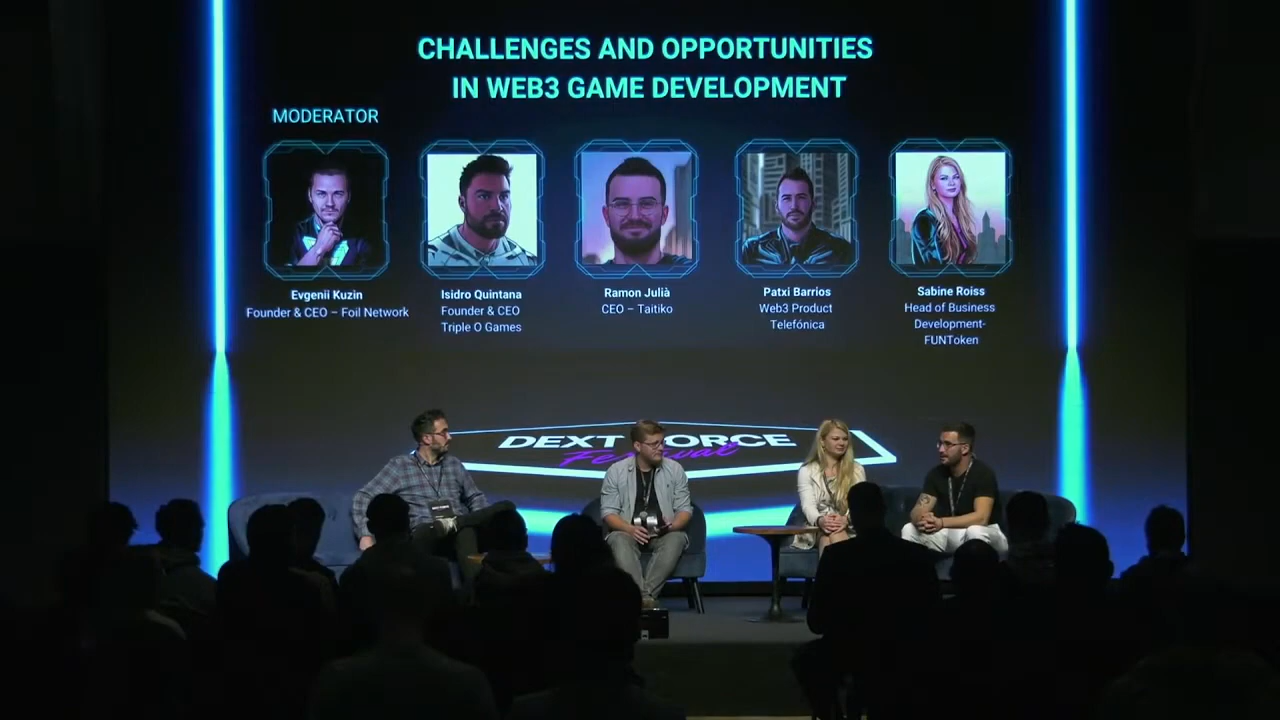 CHALLENGES AND OPPORTUNITIES
IN WEB3 GAME DEVELOPMENT
MODERATOR
Evgenii Kuzin
Founder & CEO – Foil Network
Isidro Quintana
Founder & CEO
Triple O Games
Ramon Julià
CEO – Taitiko
Patxi Barrios
Web3 Product
Telefónica
Sabine Roiss
Head of Business
Development-
FUNToken
DEXT FORCE
Festival